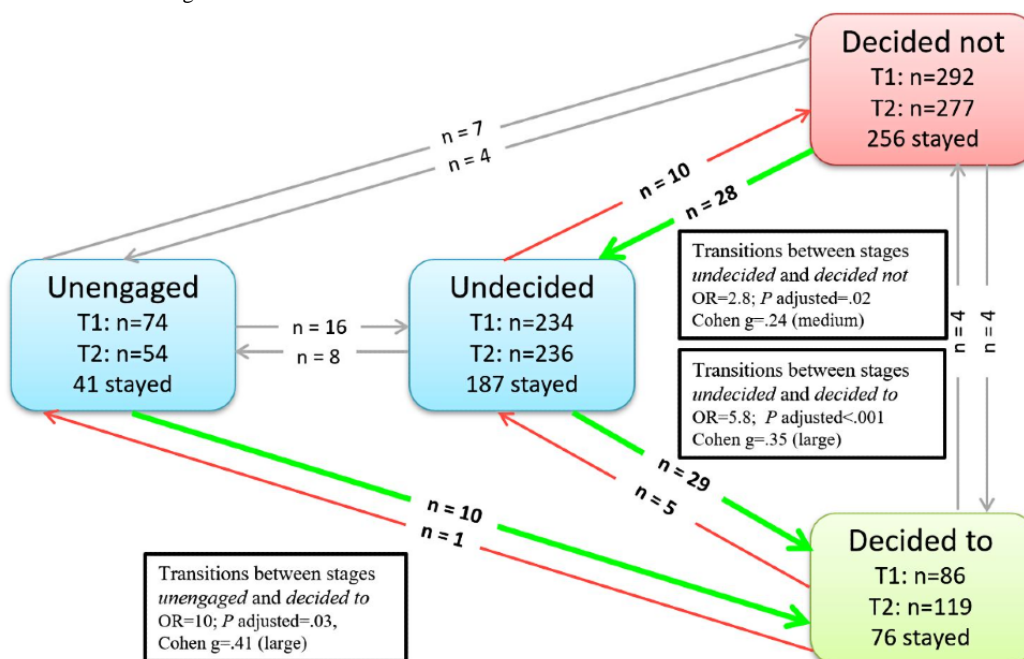 Decided not
T1: n=292
T2: n=277
256 stayed
n = 7
n = 4
n = 10
n = 28
Transitions between stages
undecided and decided not
OR=2.8; P adjusted=.02
Cohen g=.24 (medium)
Unengaged
T1: n=74
T2: n=54
41 stayed
n = 16
n = 8
Undecided
T1: n=234
T2: n=236
187 stayed
n = 4
n = 4
Transitions between stages
undecided and decided to
OR=5.8; P adjusted<.001
Cohen g=.35 (large)
n = 29
n = 5
n = 10
n = 1
Decided to
T1: n=86
T2: n=119
76 stayed
Transitions between stages
unengaged and decided to
OR=10; P adjusted=.03,
Cohen g=.41 (large)